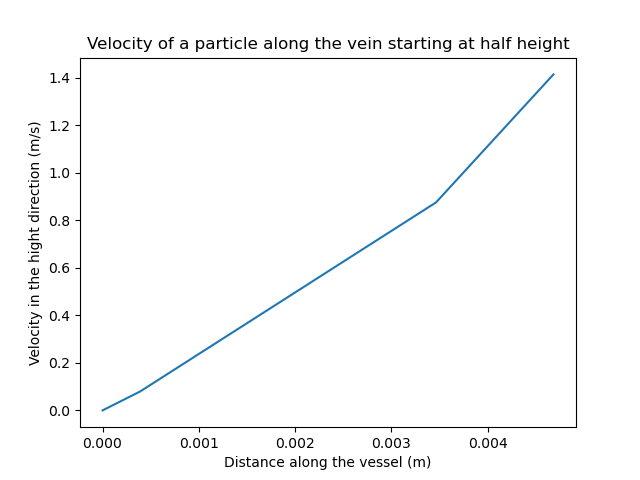 Velocity of a particle along the vein starting at half height
Velocity in the hight direction (m/s)
1.4
1.2
1.0
0.8
0.6
0.4
0.2
0.0
0.000 0.001 0.002 0.003 0.004
Distance along the vessel (m)